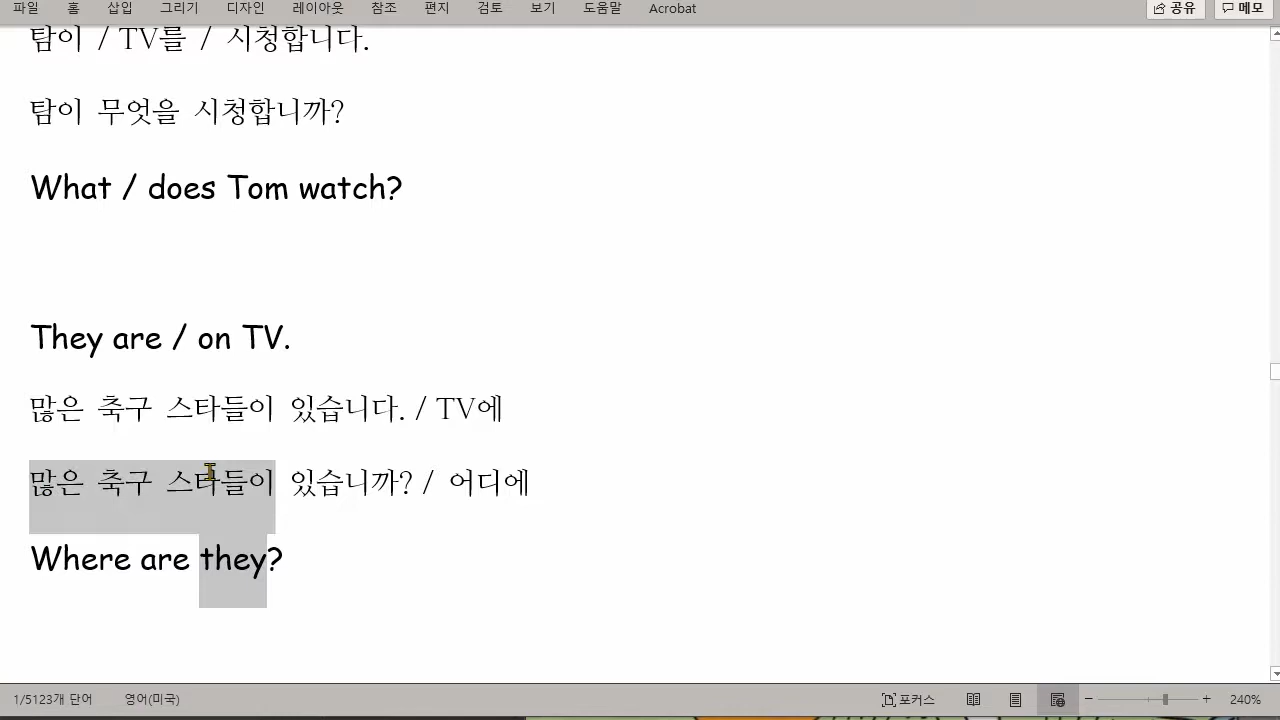 파일 홈 삽입 그리기 디자인 레이아웃 참조 편지 검토 보기 도움말 Acrobat 공유 메모
탐이 / TV를 / 시청합니다.
탐이 무엇을 시청합니까?
What / does Tom watch?
They are / on TV.
많은 축구 스타들이 있습니다. / TV에
많은 축구 스타들이 있습니까? / 어디에
Where are they?
1/5123개 단어 영어(미국) 포커스 240%